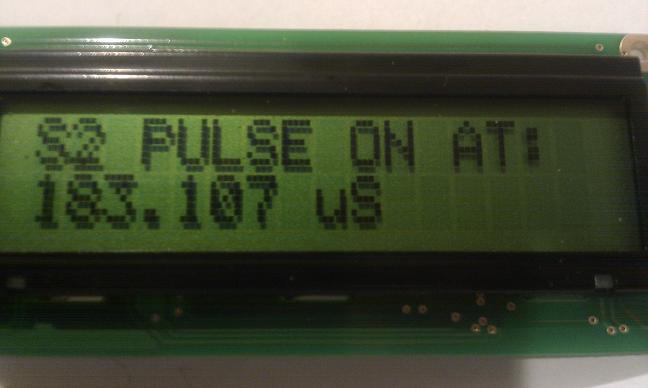 S2 PULSE ON AT:
183.107 uS